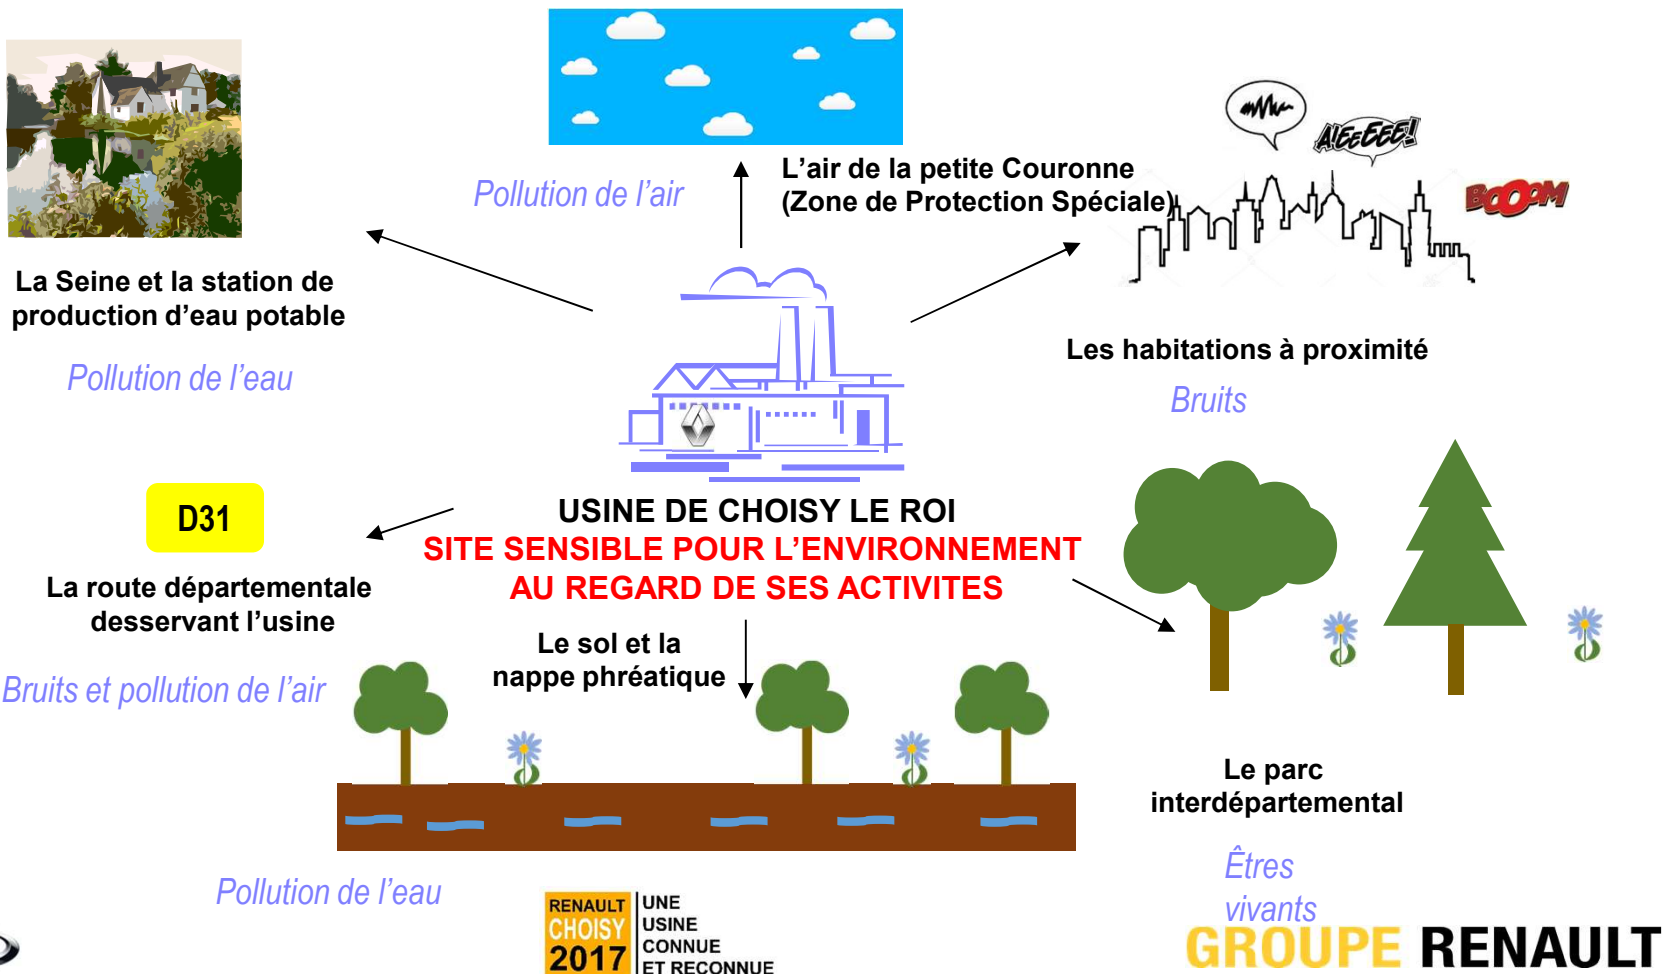 AIEEEEE!
BOOOM
L’air de la petite Couronne
(Zone de Protection Spéciale)
Pollution de l’air
La Seine et la station de
production d’eau potable
Pollution de l’eau
Les habitations à proximité
Bruits
D31
USINE DE CHOISY LE ROI
SITE SENSIBLE POUR L’ENVIRONNEMENT
AU REGARD DE SES ACTIVITES
La route départementale
desservant l’usine
Bruits et pollution de l’air
Le sol et la
nappe phréatique
Pollution de l’eau
Le parc
interdépartemental
Êtres
vivants
RENAULT
CHOISY
2017
UNE
USINE
CONNUE
ET RECONNUE
GROUPE RENAULT